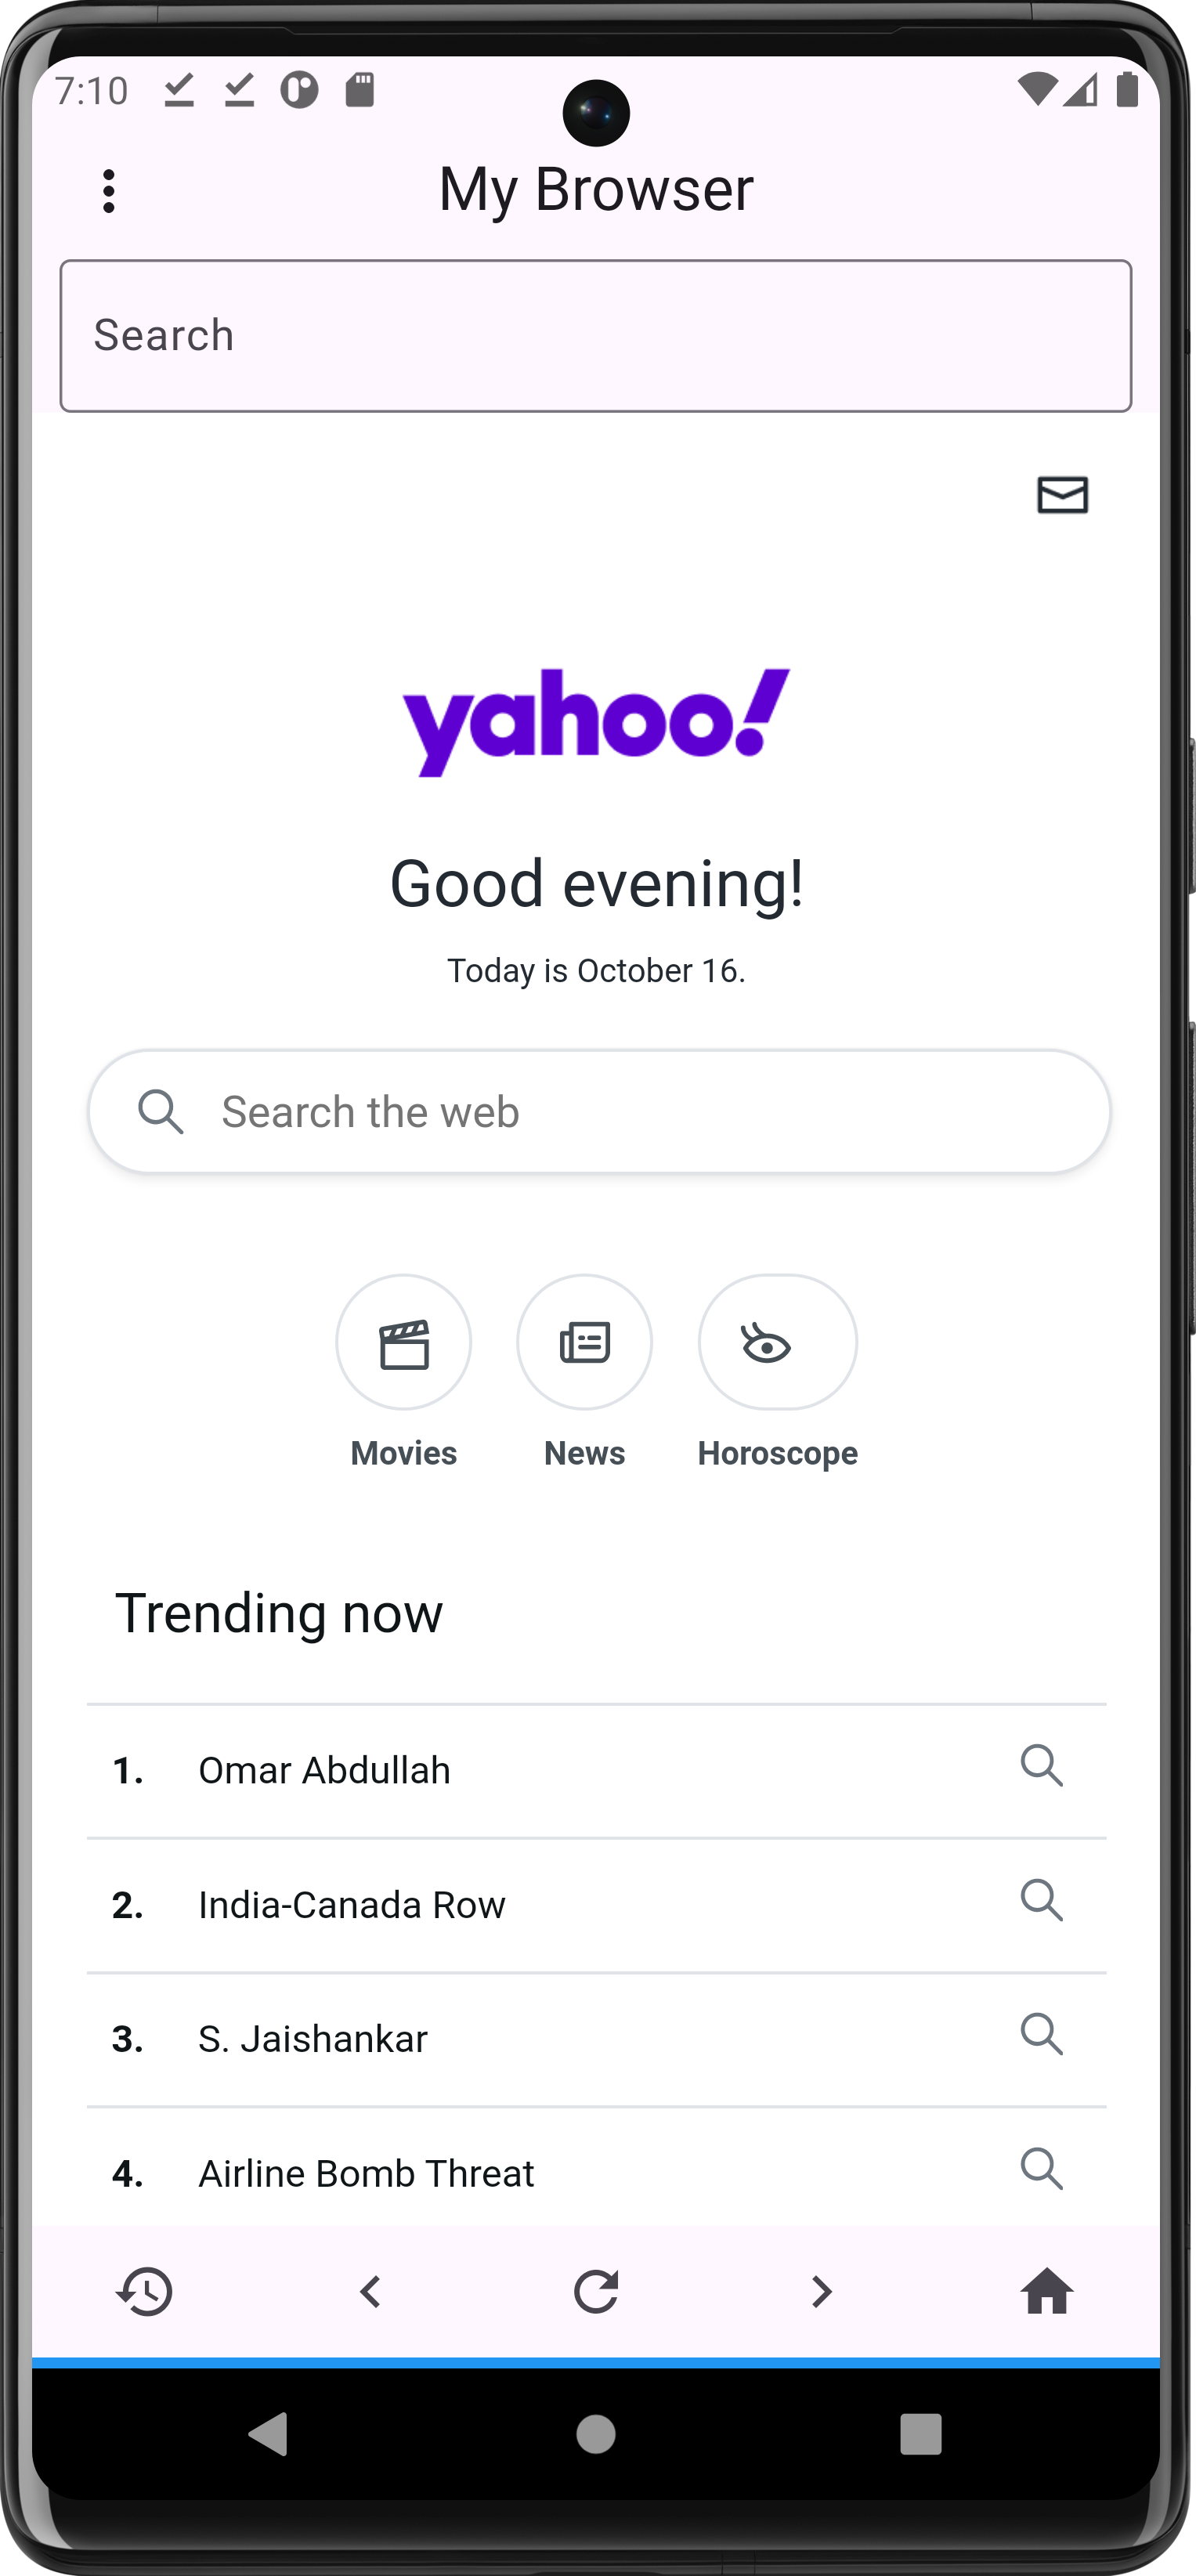 7:10
My Browser
Search
yahoo!
Good evening!
Today is October 16.
Search the web
Movies News Horoscope
Trending now
1. Omar Abdullah
2. India-Canada Row
3. S. Jaishankar
4. Airline Bomb Threat